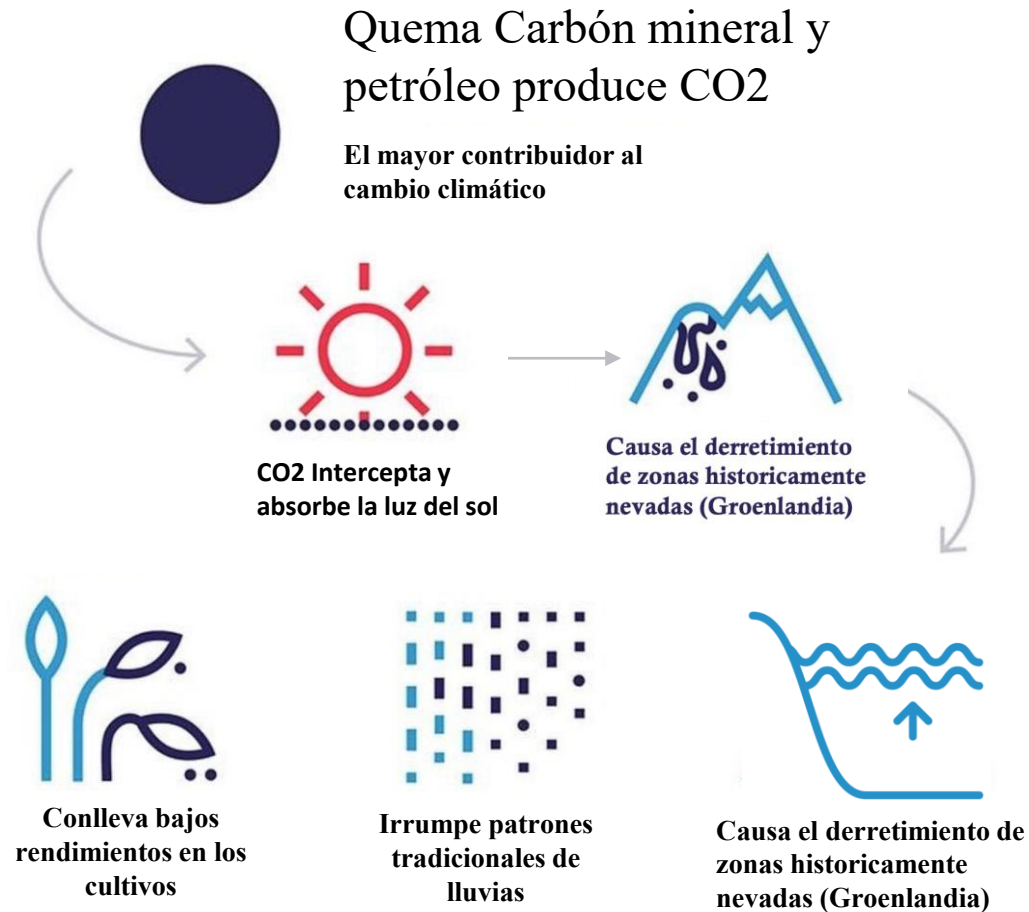 Quema Carbón mineral y
petróleo produce CO2
El mayor contribuidor al
cambio climático
CO2 Intercepta y
absorbe la luz del sol
Causa el derretimiento
de zonas historicamente
nevadas (Groenlandia)
Conlleva bajos
rendimientos en los
cultivos
Irrumpe patrones
tradicionales de
lluvias
Causa el derretimiento de
zonas historicamente
nevadas (Groenlandia)